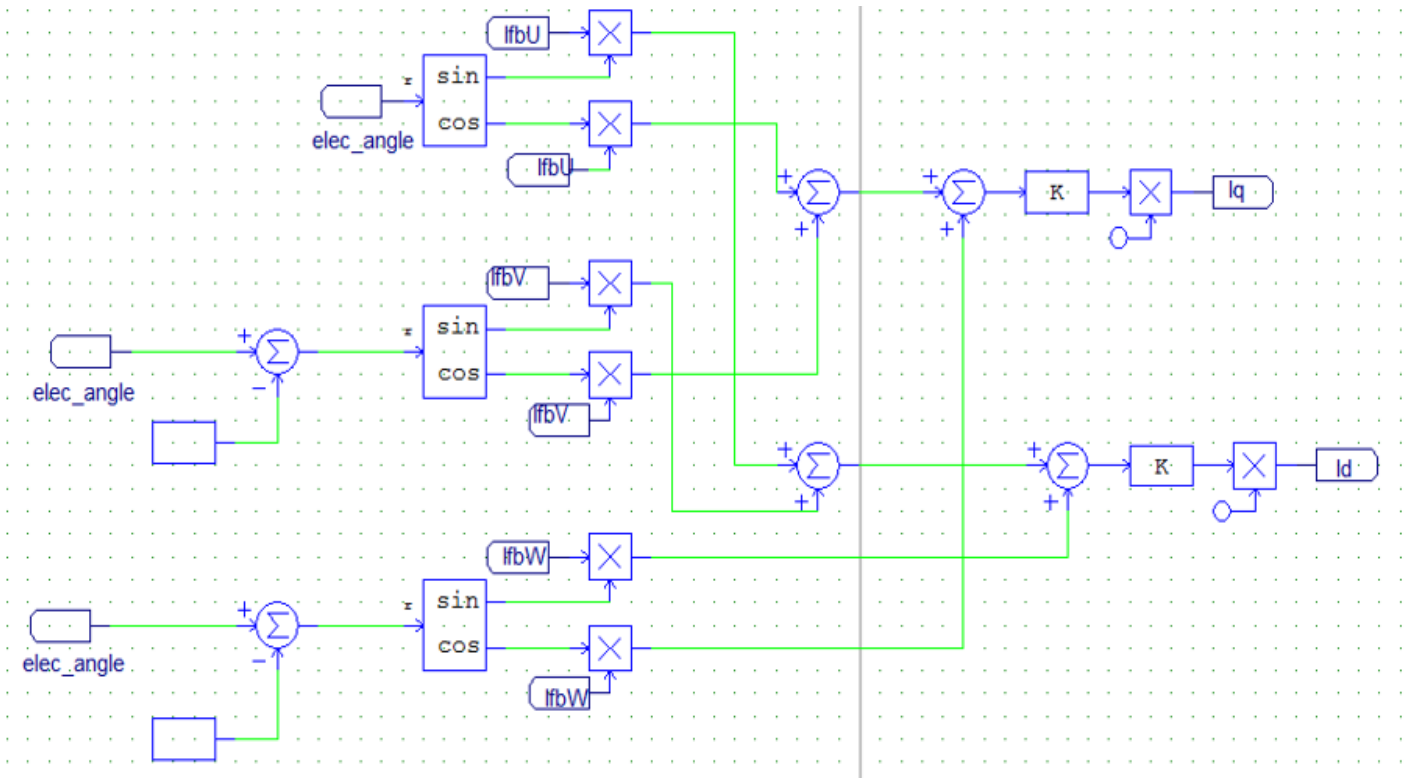 IfbU
sin
cos
elec_angle
IfbU
+
Σ
+
+
Σ
+
K
Iq
IfbV
sin
cos
+
Σ
−
elec_angle
IfbV
+
Σ
+
+
Σ
+
K
Id
IfbW
sin
cos
+
Σ
−
elec_angle
IfbW